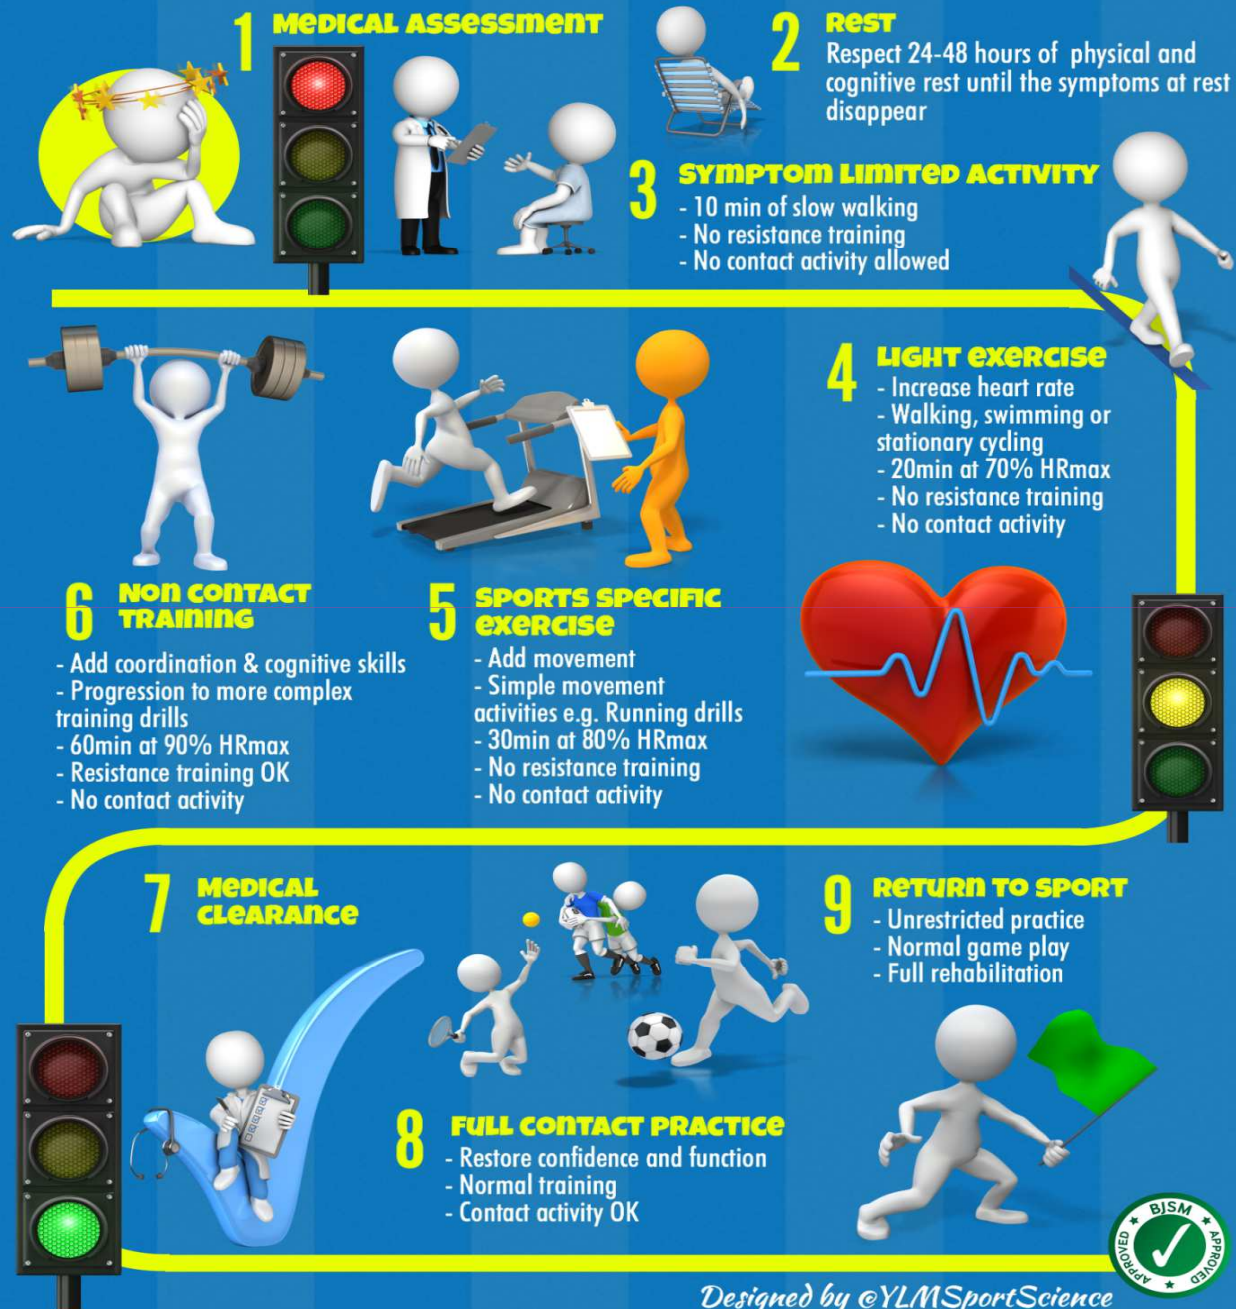 1 MEDICAL ASSESSMENT
2 REST
Respect 24-48 hours of physical and
cognitive rest until the symptoms at rest
disappear
3 SYMPTOM LIMITED ACTIVITY
- 10 min of slow walking
- No resistance training
- No contact activity allowed
4 LIGHT EXERCISE
- Increase heart rate
- Walking, swimming or
stationary cycling
- 20min at 70% HRmax
- No resistance training
- No contact activity
5 SPORTS SPECIFIC
EXERCISE
- Add movement
- Simple movement
activities e.g. Running drills
- 30min at 80% HRmax
- No resistance training
- No contact activity
6 NON CONTACT
TRAINING
- Add coordination & cognitive skills
- Progression to more complex
training drills
- 60min at 90% HRmax
- Resistance training OK
- No contact activity
7 MEDICAL
CLEARANCE
8 FULL CONTACT PRACTICE
- Restore confidence and function
- Normal training
- Contact activity OK
9 RETURN TO SPORT
- Unrestricted practice
- Normal game play
- Full rehabilitation
BJSM
APPROVED
APPROVED
APPROVED
Designed by @YLMSportScience